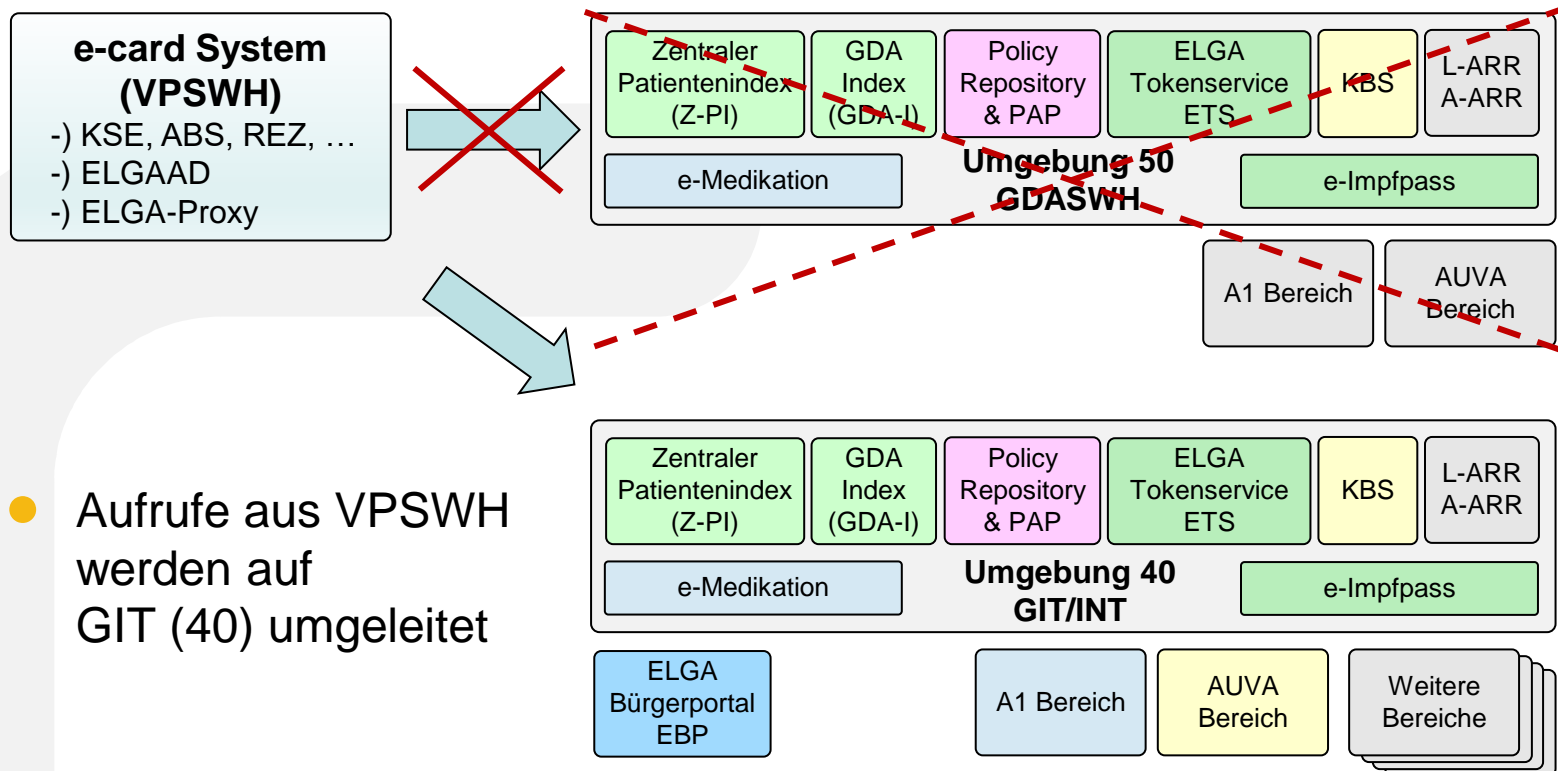 e-card System
(VPSWH)
-) KSE, ABS, REZ, …
-) ELGAAD
-) ELGA-Proxy
Zentraler
Patientenindex
(Z-PI)
GDA
Index
(GDA-I)
Policy
Repository
& PAP
ELGA
Tokenservice
ETS
KBS
L-ARR
A-ARR
e-Medikation
Umgebung 50
GDASWH
e-Impfpass
A1 Bereich
AUVA
Bereich
Aufrufe aus VPSWH
werden auf
GIT (40) umgeleitet
Zentraler
Patientenindex
(Z-PI)
GDA
Index
(GDA-I)
Policy
Repository
& PAP
ELGA
Tokenservice
ETS
KBS
L-ARR
A-ARR
e-Medikation
Umgebung 40
GIT/INT
e-Impfpass
ELGA
Bürgerportal
EBP
A1 Bereich
AUVA
Bereich
Weitere
Bereiche